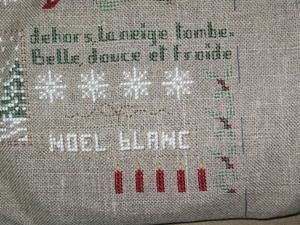 dehors, la neige tombe.
Belle, douce et froide
NOEL bLANC